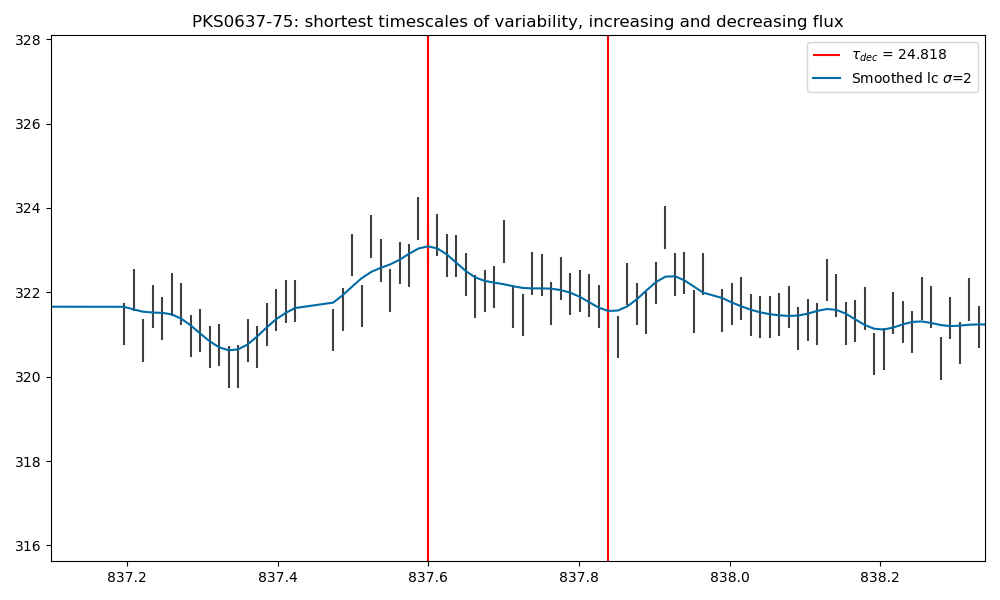 PKS0637-75: shortest timescales of variability, increasing and decreasing flux
328
326
324
322
320
318
316
837.2 837.4 837.6 837.8 838.0 838.2
τ_dec = 24.818
Smoothed lc σ=2